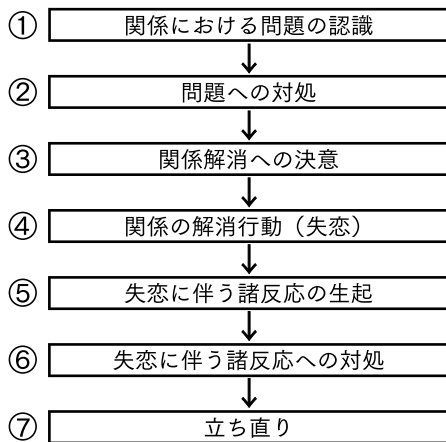 ① 関係における問題の認識
② 問題への対処
③ 関係解消への決意
④ 関係の解消行動（失恋）
⑤ 失恋に伴う諸反応の生起
⑥ 失恋に伴う諸反応への対処
⑦ 立ち直り